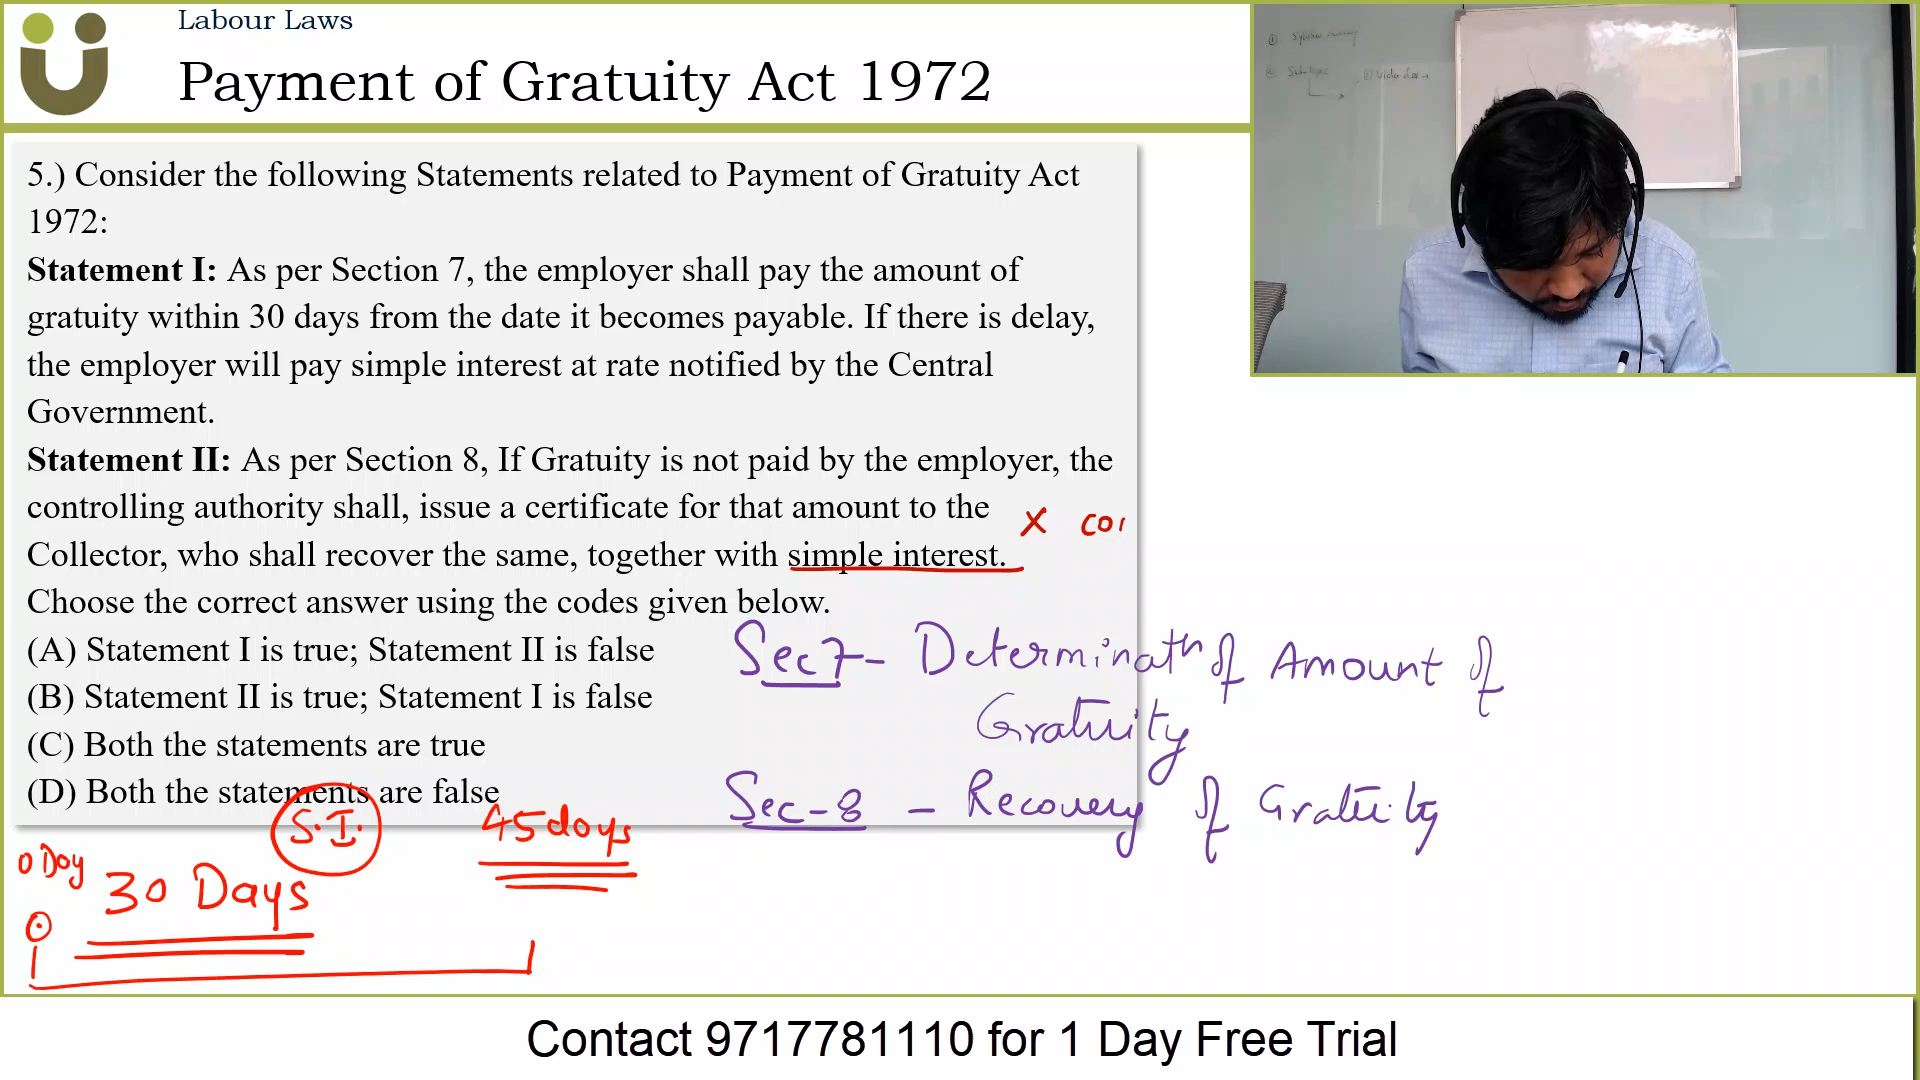 Labour Laws
Payment of Gratuity Act 1972
5.) Consider the following Statements related to Payment of Gratuity Act
1972:
Statement I: As per Section 7, the employer shall pay the amount of
gratuity within 30 days from the date it becomes payable. If there is delay,
the employer will pay simple interest at rate notified by the Central
Government.
Statement II: As per Section 8, If Gratuity is not paid by the employer, the
controlling authority shall, issue a certificate for that amount to the
Collector, who shall recover the same, together with simple interest.
X co
Choose the correct answer using the codes given below.
(A) Statement I is true; Statement II is false
(B) Statement II is true; Statement I is false
(C) Both the statements are true
(D) Both the statements are false
Sec 7 - Determinatn of Amount of
Gratuity
Sec - 8 - Recovery of Gratuity
S.I.
45 days
0 Day
30 Days
Contact 9717781110 for 1 Day Free Trial